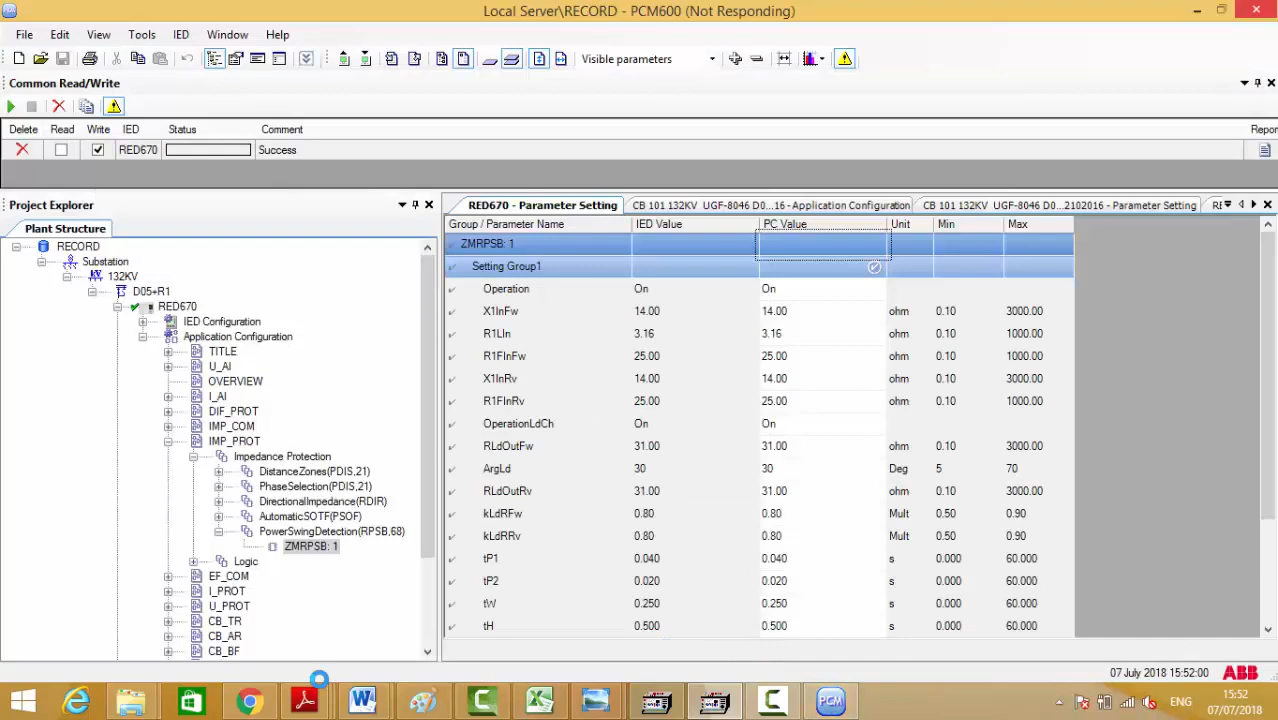 Local Server\RECORD - PCM600 (Not Responding)
File Edit View Tools IED Window Help
Visible parameters
Common Read/Write
Delete Read Write IED Status Comment Repor
RED670 Success
Project Explorer
Plant Structure
RECORD
Substation
132KV
D05+R1
RED670
IED Configuration
Application Configuration
TITLE
U_AI
OVERVIEW
I_AI
DIF_PROT
IMP_COM
IMP_PROT
Impedance Protection
DistanceZones(PDIS,21)
PhaseSelection(PDIS,21)
DirectionalImpedance(RDIR)
AutomaticSOTF(PSOF)
PowerSwingDetection(RPSB,68)
ZMRPSB: 1
Logic
EF_COM
I_PROT
U_PROT
CB_TR
CB_AR
CB_BF
RED670 - Parameter Setting CB 101 132KV UGF-8046 D0...16 - Application Configuration CB 101 132KV UGF-8046 D0...2102016 - Parameter Setting RE
Group / Parameter Name IED Value PC Value Unit Min Max
ZMRPSB: 1
Setting Group1
Operation On On
X1InFw 14.00 14.00 ohm 0.10 3000.00
R1LIn 3.16 3.16 ohm 0.10 1000.00
R1FInFw 25.00 25.00 ohm 0.10 1000.00
X1InRv 14.00 14.00 ohm 0.10 3000.00
R1FInRv 25.00 25.00 ohm 0.10 1000.00
OperationLdCh On On
RLdOutFw 31.00 31.00 ohm 0.10 3000.00
ArgLd 30 30 Deg 5 70
RLdOutRv 31.00 31.00 ohm 0.10 3000.00
kLdRFw 0.80 0.80 Mult 0.50 0.90
kLdRRv 0.80 0.80 Mult 0.50 0.90
tP1 0.040 0.040 s 0.000 60.000
tP2 0.020 0.020 s 0.000 60.000
tW 0.250 0.250 s 0.000 60.000
tH 0.500 0.500 s 0.000 60.000
07 July 2018 15:52:00 ABB
PCM
ENG
15:52
07/07/2018